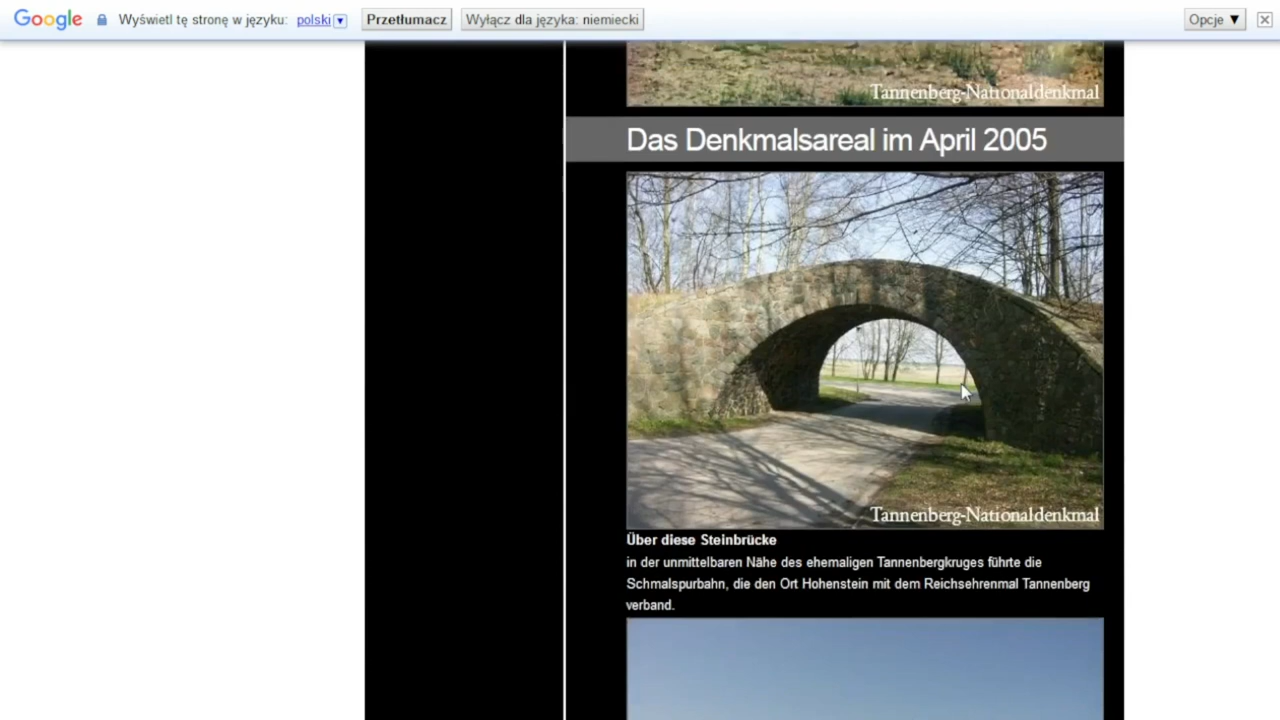 Google Wyświetl tę stronę w języku: polski Przetłumacz Wyłącz dla języka: niemiecki Opcje ▼
Tannenberg-Nationaldenkmal
Das Denkmalsareal im April 2005
Tannenberg-Nationaldenkmal
Über diese Steinbrücke
in der unmittelbaren Nähe des ehemaligen Tannenbergkruges führte die
Schmalspurbahn, die den Ort Hohenstein mit dem Reichsehrenmal Tannenberg
verband.